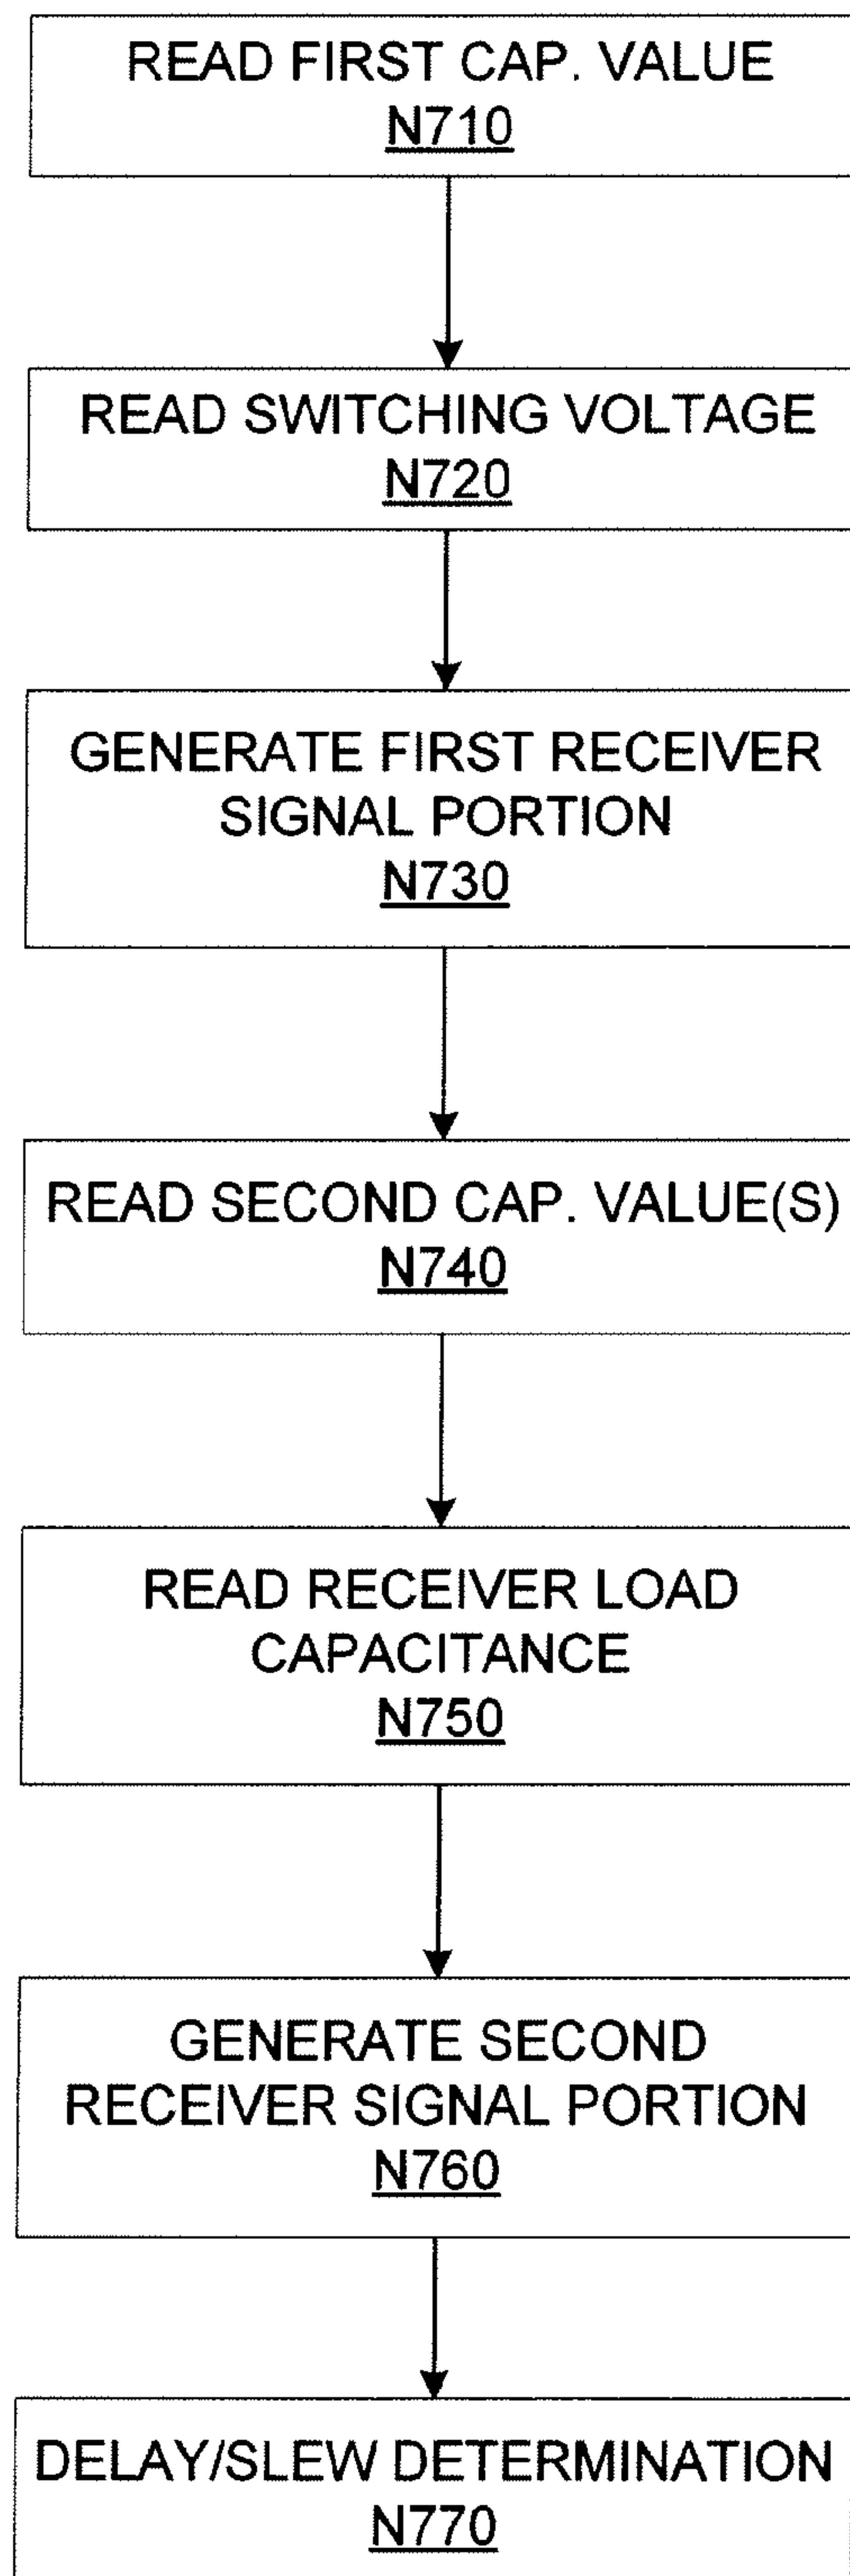 READ FIRST CAP. VALUE
N710
READ SWITCHING VOLTAGE
N720
GENERATE FIRST RECEIVER
SIGNAL PORTION
N730
READ SECOND CAP. VALUE(S)
N740
READ RECEIVER LOAD
CAPACITANCE
N750
GENERATE SECOND
RECEIVER SIGNAL PORTION
N760
DELAY/SLEW DETERMINATION
N770